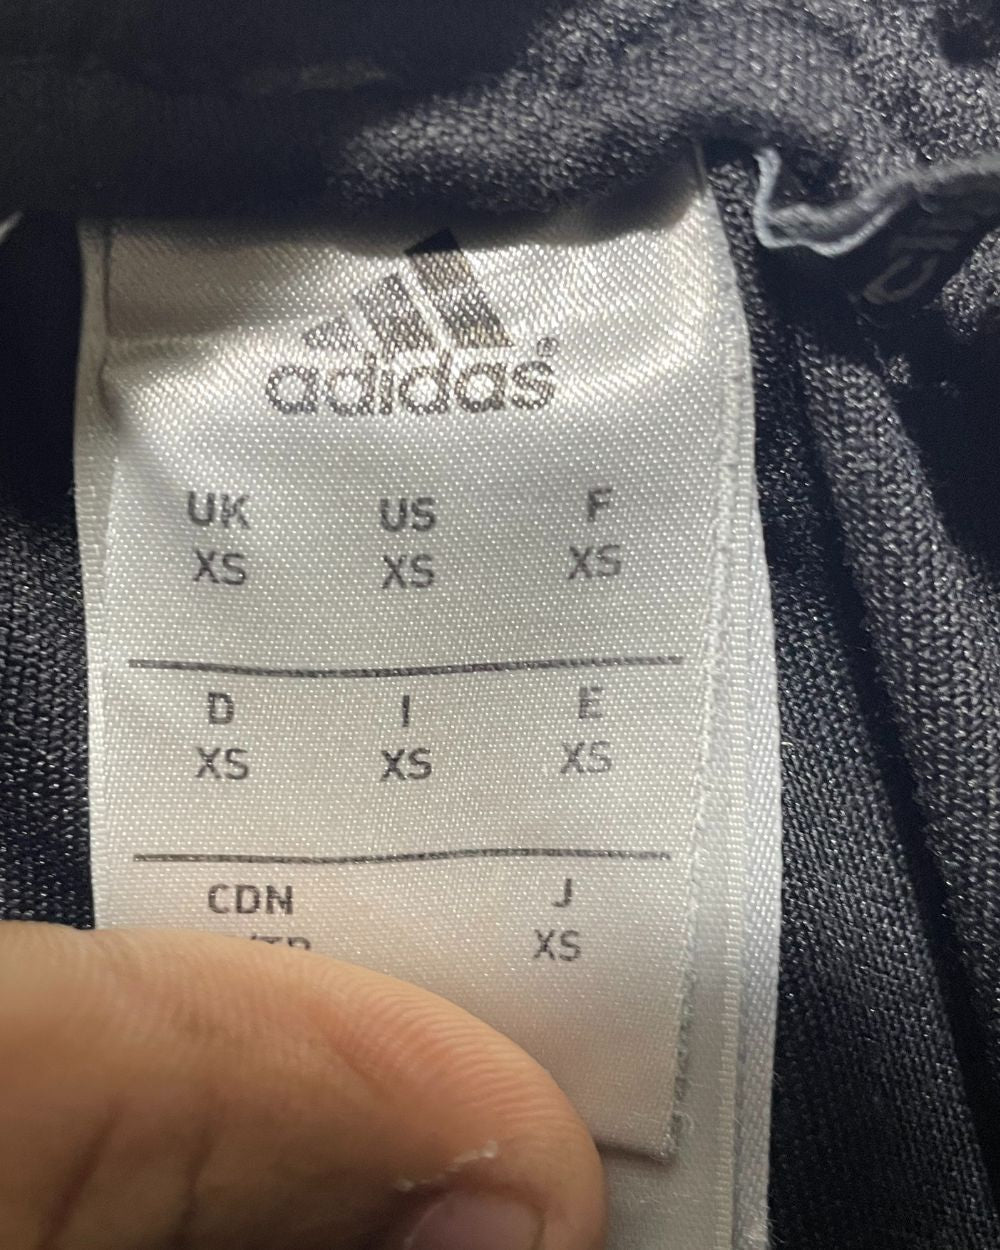 adidas®
UK US F
XS XS XS
D I E
XS XS XS
CDN J
XS